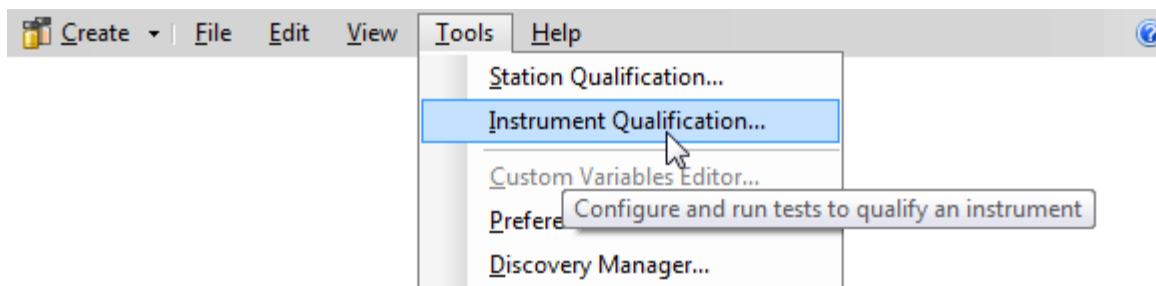 Create File Edit View Tools Help
Station Qualification...
Instrument Qualification...
Custom Variables Editor...
Configure and run tests to qualify an instrument
Prefere
Discovery Manager...